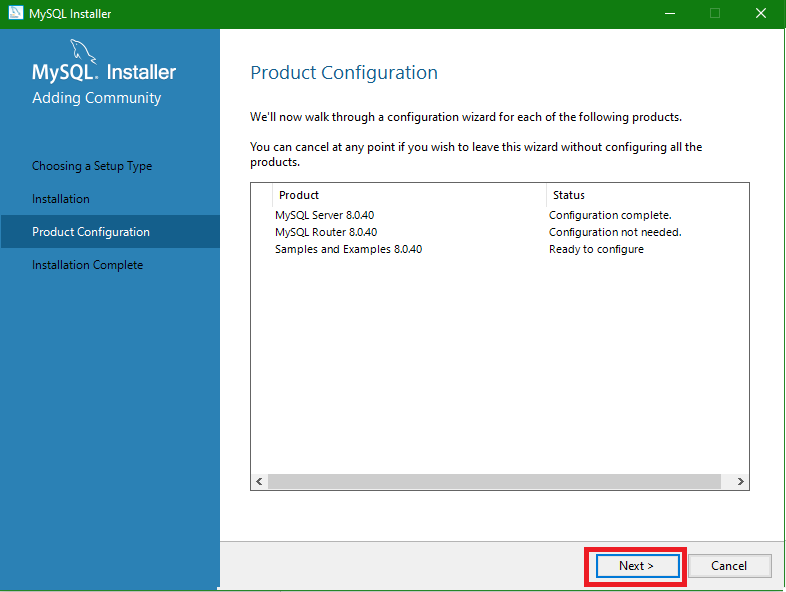 MySQL Installer
MySQL. Installer
Adding Community
Choosing a Setup Type
Installation
Product Configuration
Installation Complete
Product Configuration
We'll now walk through a configuration wizard for each of the following products.
You can cancel at any point if you wish to leave this wizard without configuring all the
products.
Product Status
MySQL Server 8.0.40 Configuration complete.
MySQL Router 8.0.40 Configuration not needed.
Samples and Examples 8.0.40 Ready to configure
Next > Cancel